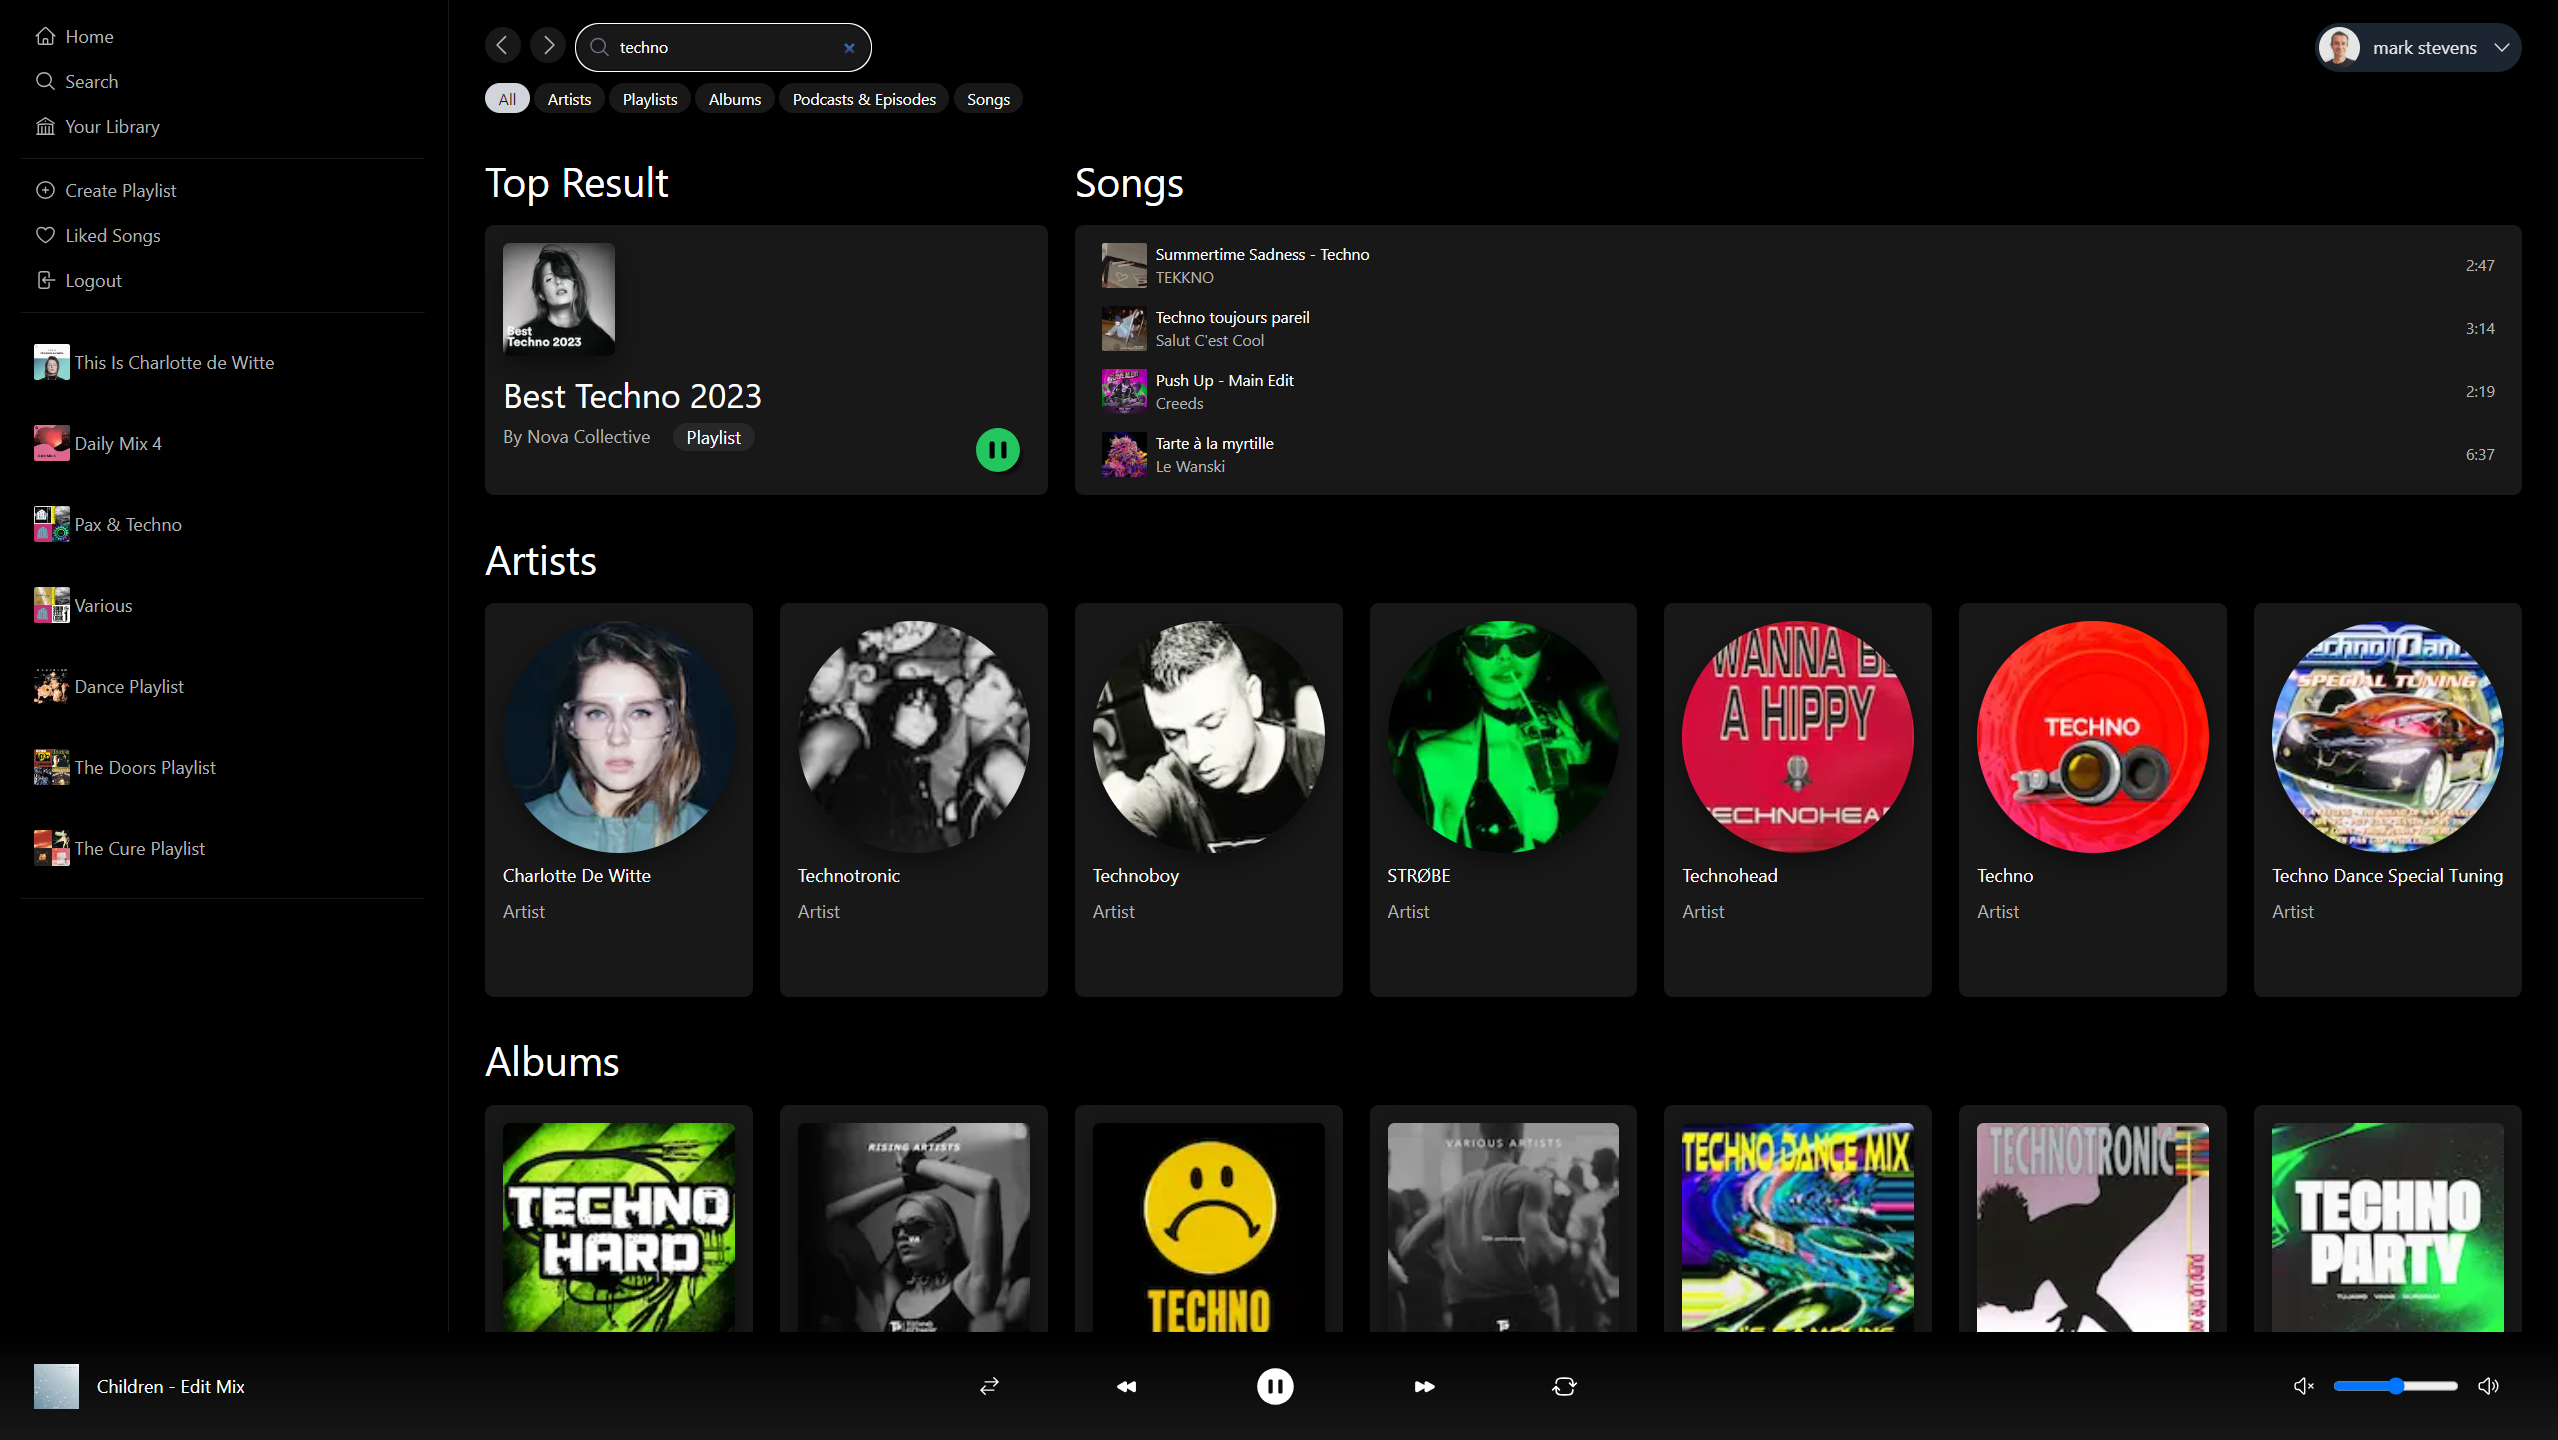 Home
Search
Your Library
Create Playlist
Liked Songs
Logout
This Is Charlotte de Witte
Daily Mix 4
Pax & Techno
Various
Dance Playlist
The Doors Playlist
The Cure Playlist
techno
mark stevens
All
Artists
Playlists
Albums
Podcasts & Episodes
Songs
Top Result
Best
Techno 2023
Best Techno 2023
By Nova Collective
Playlist
Songs
Summertime Sadness - Techno
TEKKNO
2:47
Techno toujours pareil
Salut C'est Cool
3:14
Push Up - Main Edit
Creeds
2:19
Tarte à la myrtille
Le Wanski
6:37
Artists
WANNA BE
A HIPPY
TECHNOHEAD
TECHNO
SPECIAL TUNING
Charlotte De Witte
Artist
Technotronic
Artist
Technoboy
Artist
STRØBE
Artist
Technohead
Artist
Techno
Artist
Techno Dance Special Tuning
Artist
Albums
TECHNO
HARD
RISING ARTISTS
TECHNO
VARIOUS ARTISTS
TECHNO DANCE MIX
TECHNOTRONIC
TECHNO
PARTY
Children - Edit Mix